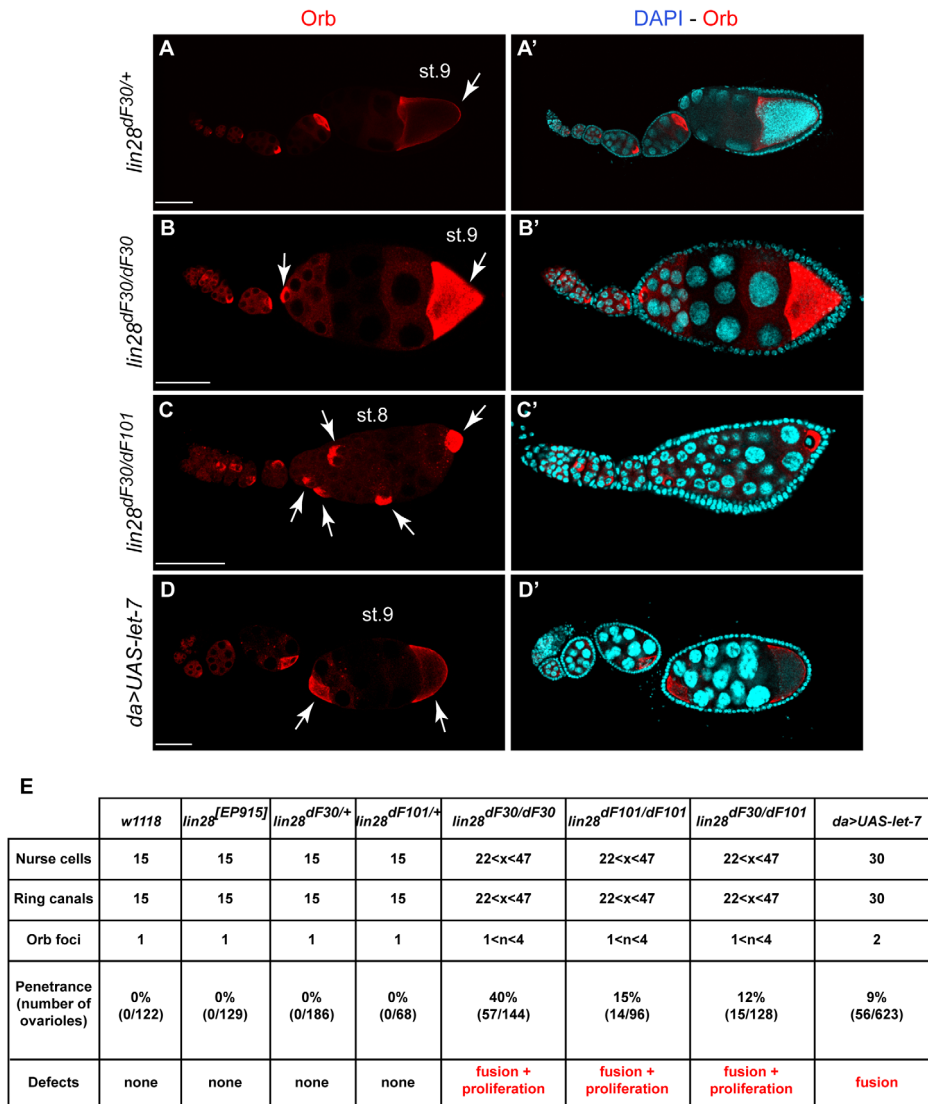 Orb
DAPI - Orb
lin28dF30/+
A
st.9
A'
lin28dF30/dF30
B
st.9
B'
lin28dF30/dF101
C
st.8
C'
da>UAS-let-7
D
st.9
D'
E
w1118 lin28[EP915] lin28dF30/+ lin28dF101/+ lin28dF30/dF30 lin28dF101/dF101 lin28dF30/dF101 da>UAS-let-7
Nurse cells 15 15 15 15 22<x<47 22<x<47 22<x<47 30
Ring canals 15 15 15 15 22<x<47 22<x<47 22<x<47 30
Orb foci 1 1 1 1 1<n<4 1<n<4 1<n<4 2
Penetrance
(number of
ovarioles)
0% 0% 0% 0% 40% 15% 12% 9%
(0/122) (0/129) (0/186) (0/68) (57/144) (14/96) (15/128) (56/623)
Defects none none none none fusion + fusion + fusion + fusion
proliferation proliferation proliferation